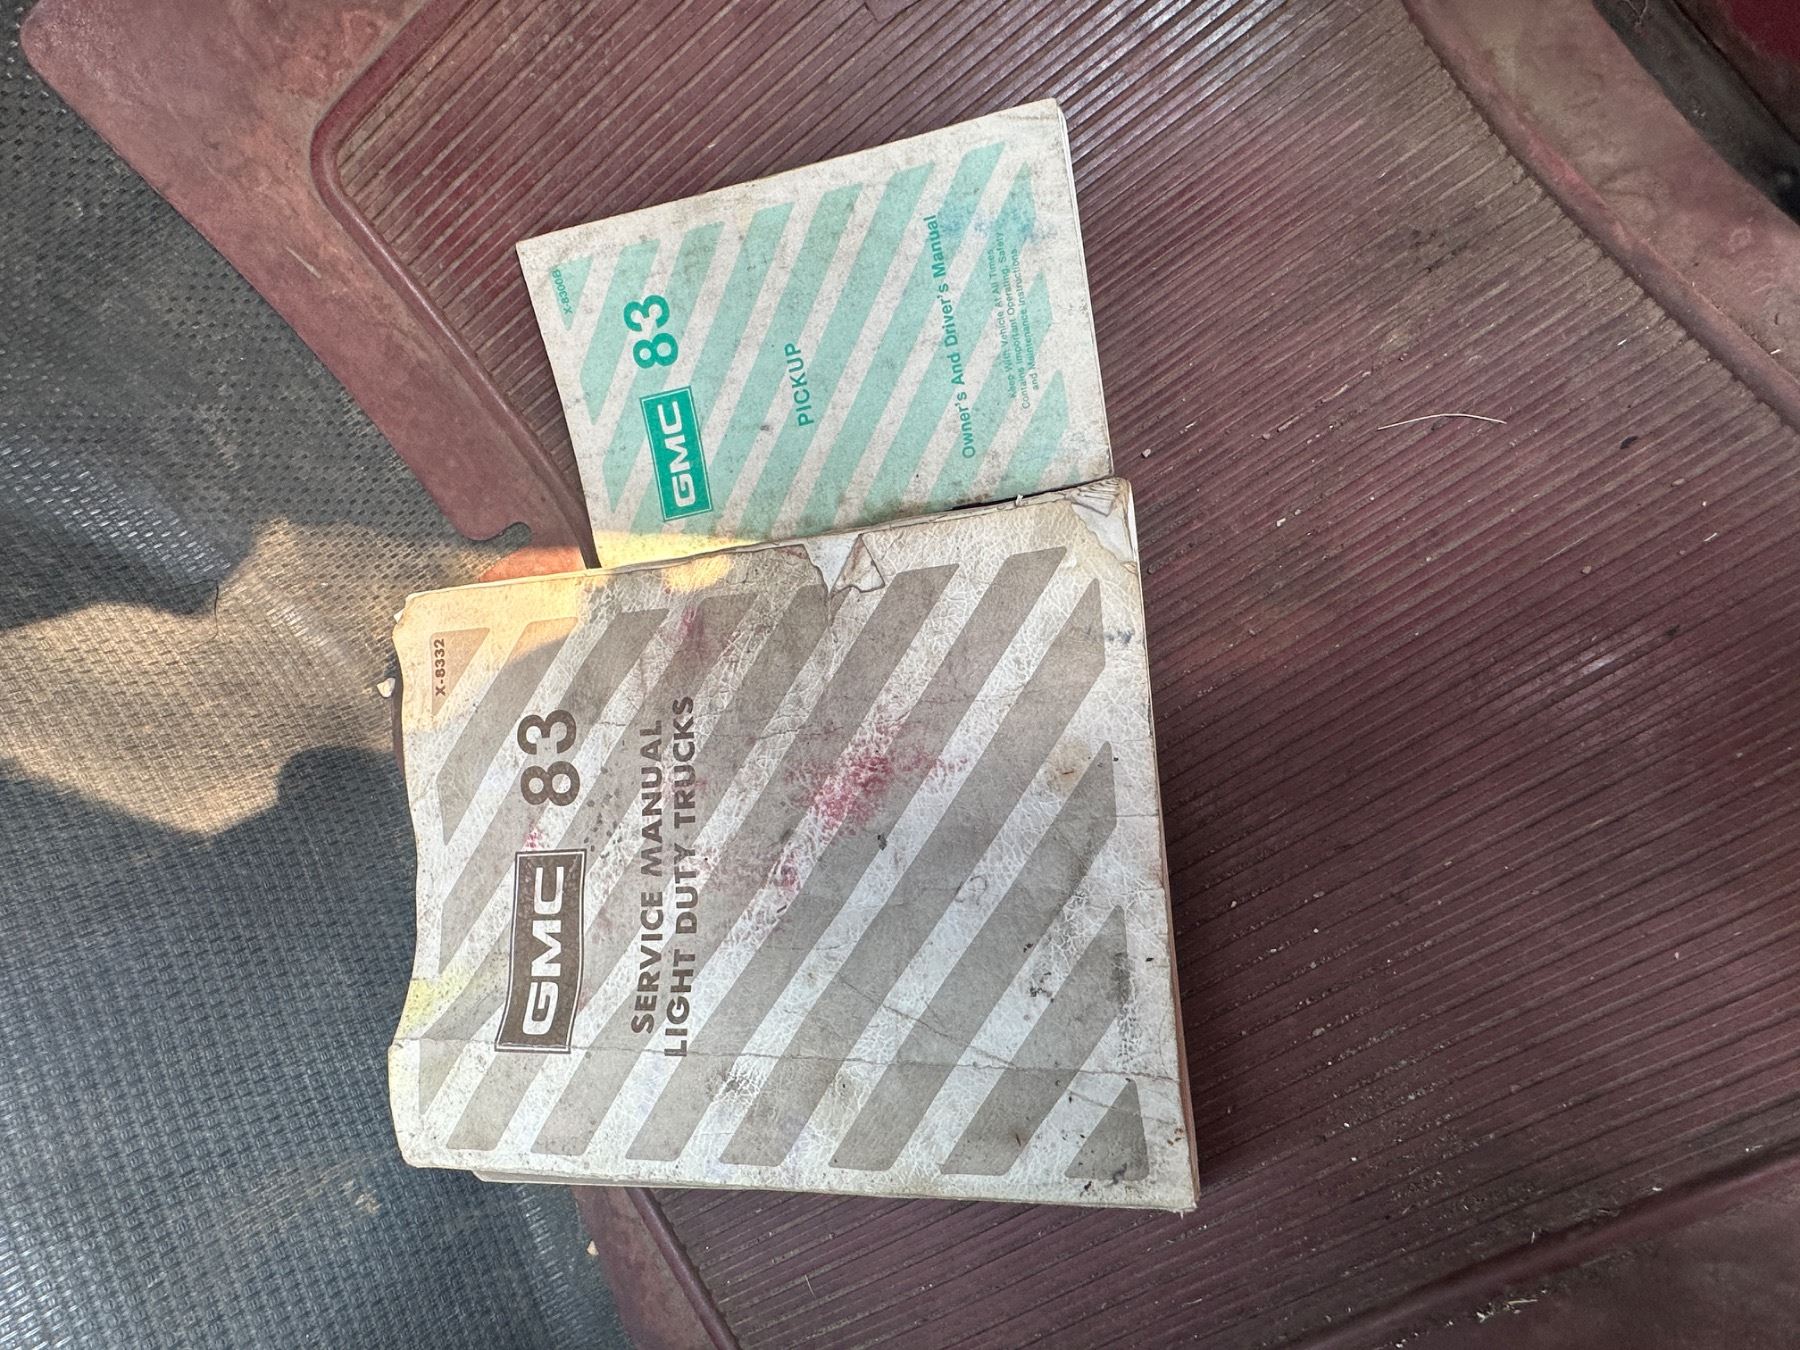 X-8300B
GMC 83
PICKUP
Owner's And Driver's Manual
Keep With Vehicle At All Times
Contains Important Operating, Safety
and Maintenance Instructions
X-8332
GMC 83
SERVICE MANUAL
LIGHT DUTY TRUCKS